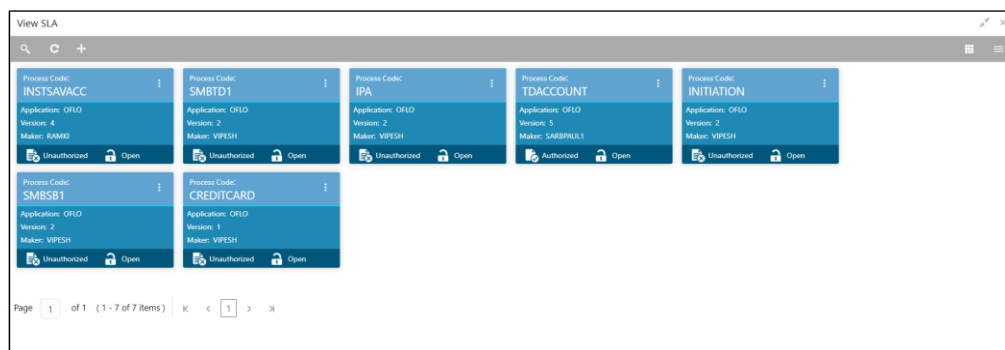 View SLA
Process Code:
INSTSAVACC
Application: OFLO
Version: 4
Maker: RAMKI
Unauthorized Open
Process Code:
SMBTD1
Application: OFLO
Version: 2
Maker: VIPESH
Unauthorized Open
Process Code:
IPA
Application: OFLO
Version: 2
Maker: VIPESH
Unauthorized Open
Process Code:
TDACCOUNT
Application: OFLO
Version: 5
Maker: SARBPAUL1
Authorized Open
Process Code:
INITIATION
Application: OFLO
Version: 2
Maker: VIPESH
Unauthorized Open
Process Code:
SMBSB1
Application: OFLO
Version: 2
Maker: VIPESH
Unauthorized Open
Process Code:
CREDITCARD
Application: OFLO
Version: 1
Maker: VIPESH
Unauthorized Open
Page 1 of 1 ( 1 - 7 of 7 items ) 1